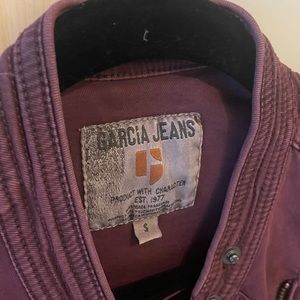 GARCIA JEANS
PRODUCT WITH CHARACTER
EST. 1977
S